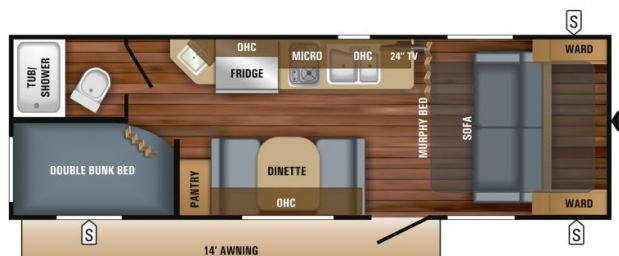 S
WARD
OHC
MICRO
OHC
24" TV
FRIDGE
TUB/
SHOWER
MURPHY BED
SOFA
DOUBLE BUNK BED
PANTRY
DINETTE
OHC
WARD
S
S
14' AWNING